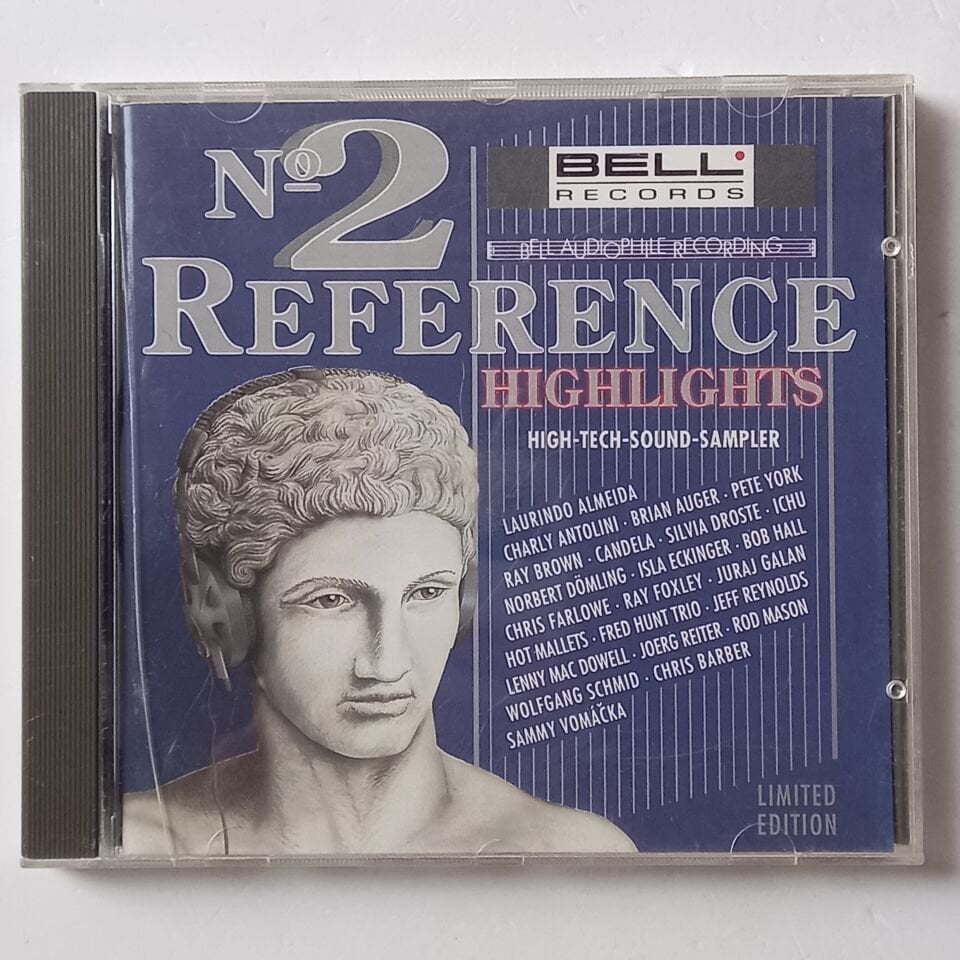 Nº2
BELL
RECORDS
BELL AUDIOPHILE RECORDING
REFERENCE
HIGHLIGHTS
HIGH-TECH-SOUND-SAMPLER
LAURINDO ALMEIDA
CHARLY ANTOLINI · BRIAN AUGER · PETE YORK
RAY BROWN · CANDELA · SILVIA DROSTE · ICHU
NORBERT DÖMLING · ISLA ECKINGER · BOB HALL
CHRIS FARLOWE · RAY FOXLEY · JURAJ GALAN
HOT MALLETS · FRED HUNT TRIO · JEFF REYNOLDS
LENNY MAC DOWELL · JOERG REITER · ROD MASON
WOLFGANG SCHMID · CHRIS BARBER
SAMMY VOMÁČKA
LIMITED
EDITION